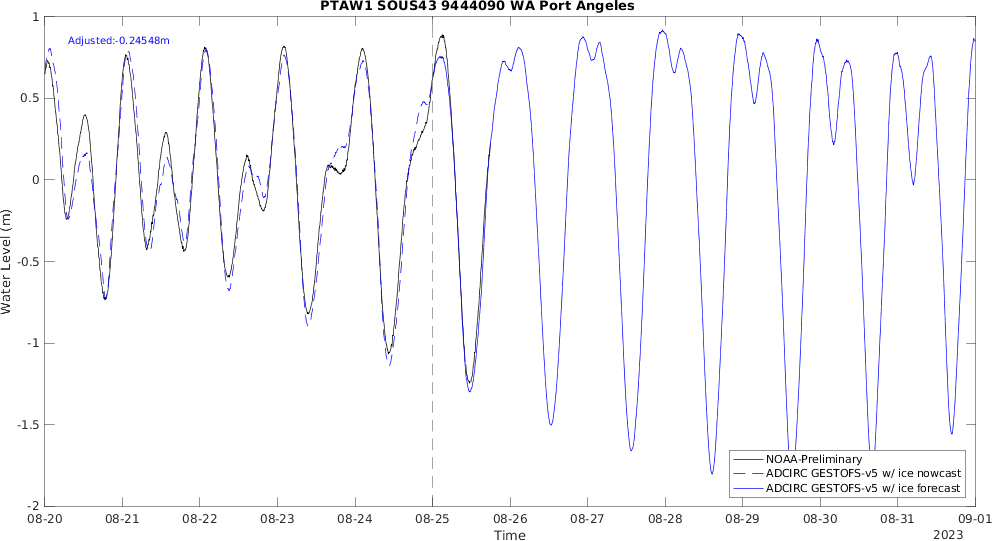 PTAW1 SOUS43 9444090 WA Port Angeles
Adjusted:-0.24548m
Water Level (m)
1
0.5
0
-0.5
-1
-1.5
-2
NOAA-Preliminary
ADCIRC GESTOFS-v5 w/ ice nowcast
ADCIRC GESTOFS-v5 w/ ice forecast
08-20 08-21 08-22 08-23 08-24 08-25 08-26 08-27 08-28 08-29 08-30 08-31 09-01
Time
2023